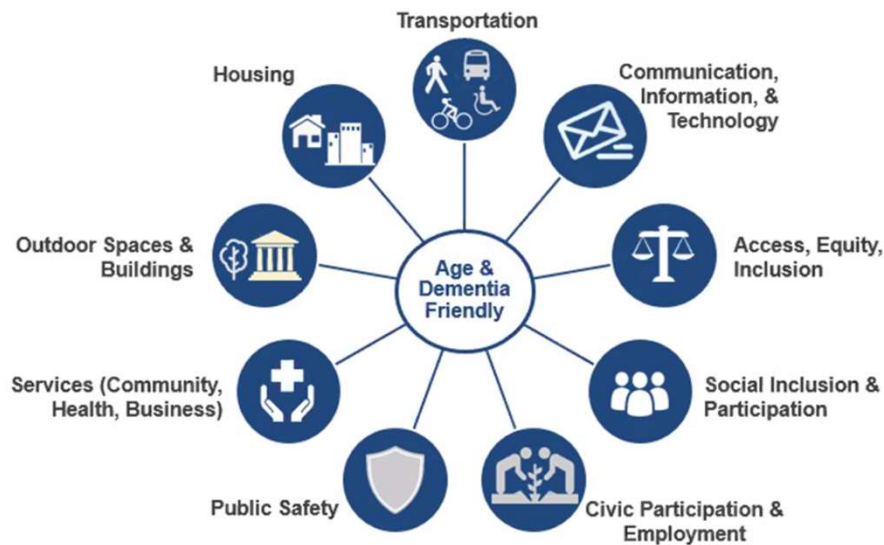 Transportation
Housing
Communication,
Information, &
Technology
Outdoor Spaces &
Buildings
Age &
Dementia
Friendly
Access, Equity,
Inclusion
Services (Community,
Health, Business)
Social Inclusion &
Participation
Public Safety
Civic Participation &
Employment